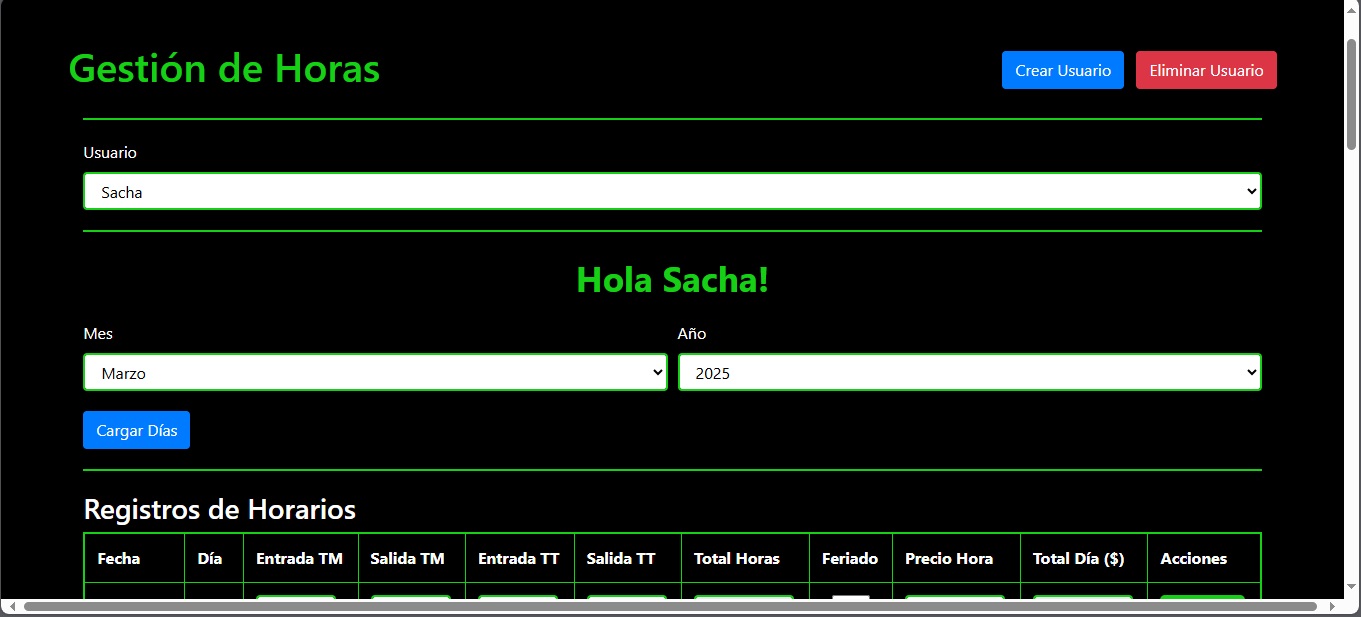 Gestión de Horas
Crear Usuario
Eliminar Usuario
Usuario
Sacha
Hola Sacha!
Mes
Año
Marzo
2025
Cargar Días
Registros de Horarios
Fecha Día Entrada TM Salida TM Entrada TT Salida TT Total Horas Feriado Precio Hora Total Día ($) Acciones